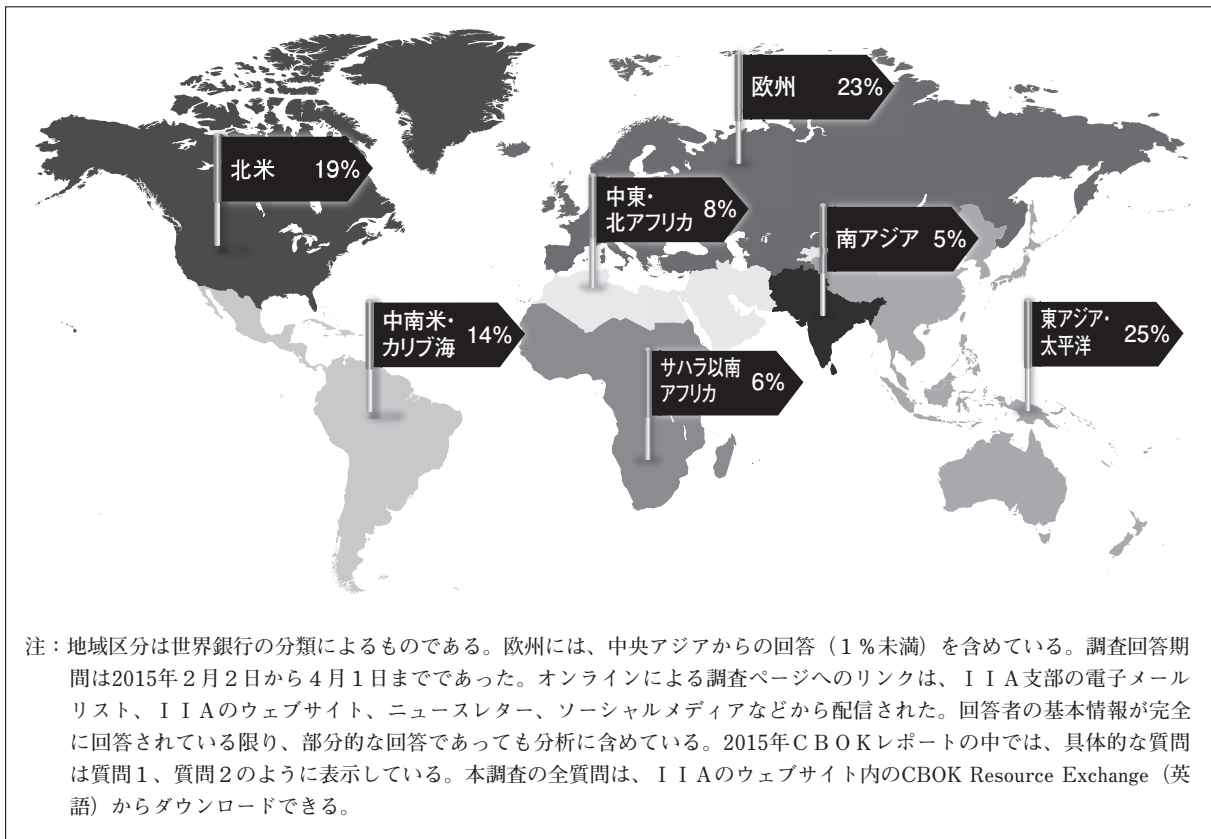 欧州 23%
北米 19%
中東・
北アフリカ 8%
南アジア 5%
中南米・
カリブ海 14%
東アジア・
太平洋 25%
サハラ以南
アフリカ 6%
注：地域区分は世界銀行の分類によるものである。欧州には、中央アジアからの回答（１％未満）を含めている。調査回答期
間は2015年２月２日から４月１日までであった。オンラインによる調査ページへのリンクは、ＩＩＡ支部の電子メール
リスト、ＩＩＡのウェブサイト、ニュースレター、ソーシャルメディアなどから配信された。回答者の基本情報が完全
に回答されている限り、部分的な回答であっても分析に含めている。2015年ＣＢＯＫレポートの中では、具体的な質問
は質問１、質問２のように表示している。本調査の全質問は、ＩＩＡのウェブサイト内のCBOK Resource Exchange（英
語）からダウンロードできる。